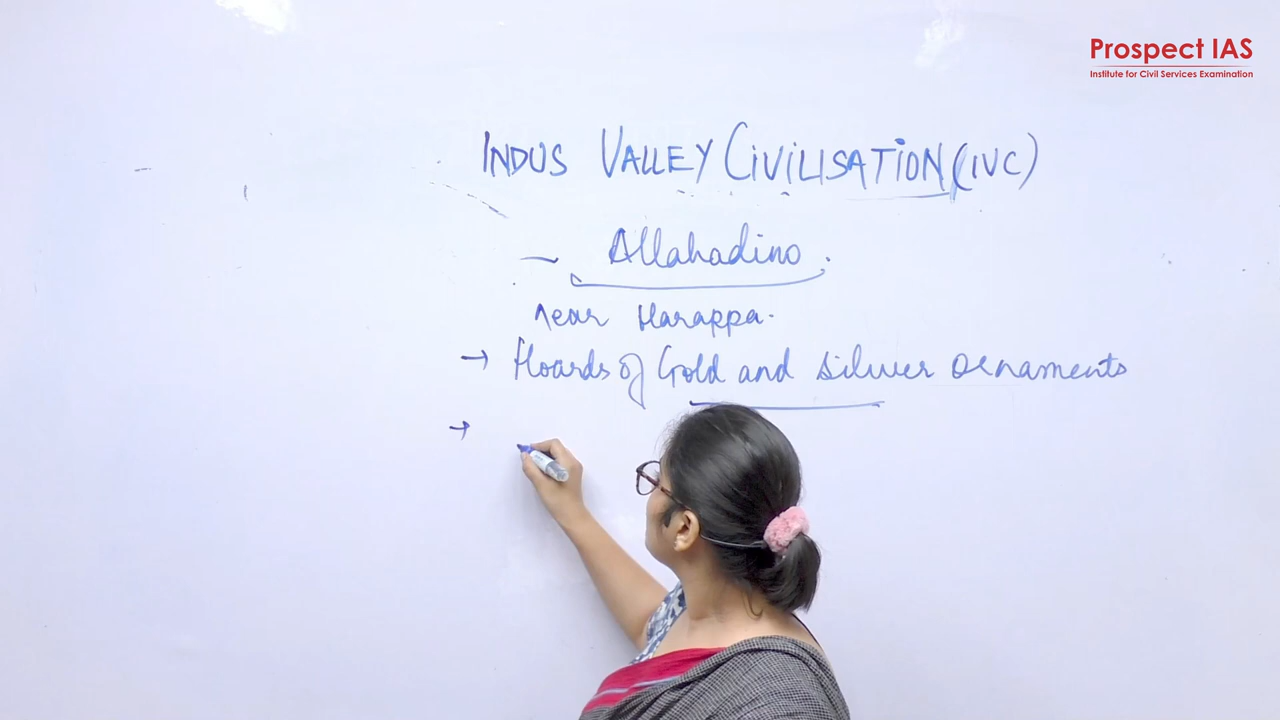 Prospect IAS
Institute for Civil Services Examination
INDUS VALLEY CIVILISATION (IVC)
— Allahadino.
near Harappa.
→ Hoards of Gold and Silver Ornaments
→